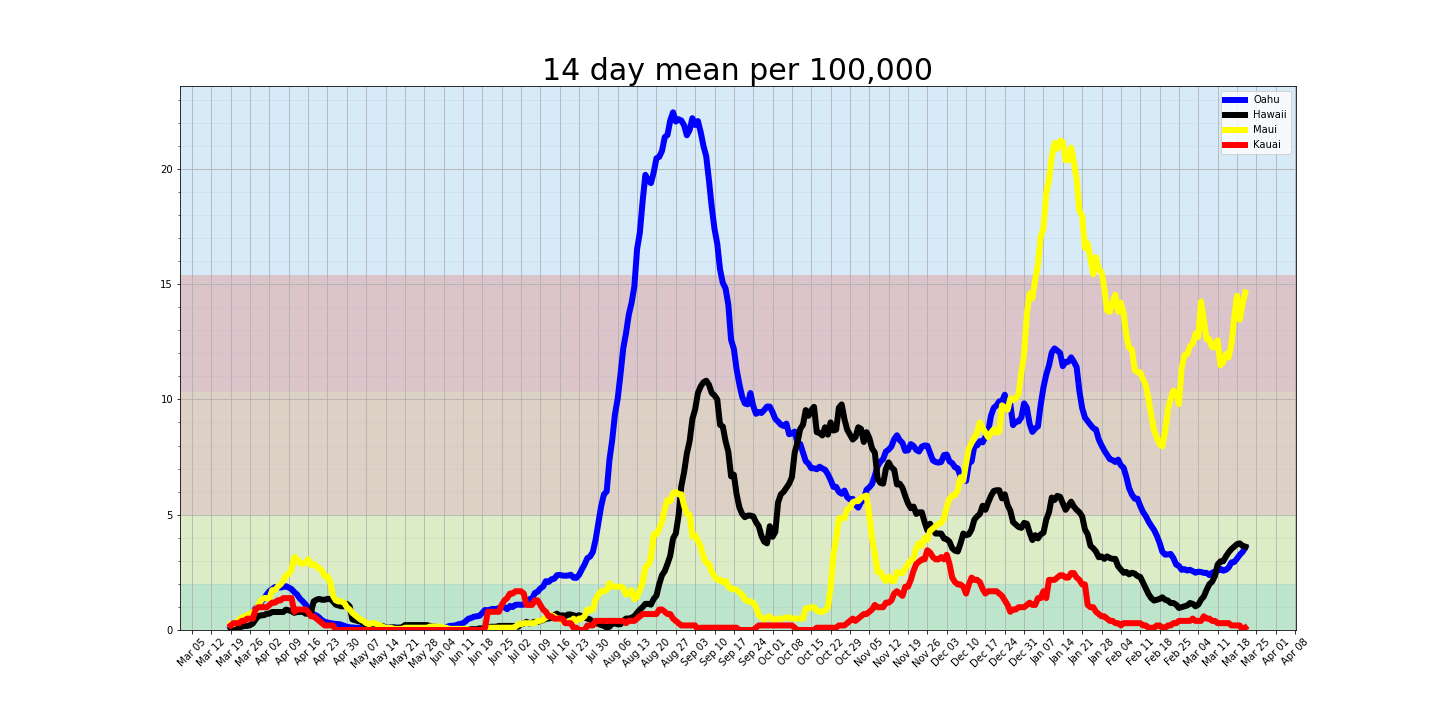 14 day mean per 100,000
Oahu
Hawaii
Maui
Kauai
20
15
10
5
0
Mar 05
Mar 12
Mar 19
Mar 26
Apr 02
Apr 09
Apr 16
Apr 23
Apr 30
May 07
May 14
May 21
May 28
Jun 04
Jun 11
Jun 18
Jun 25
Jul 02
Jul 09
Jul 16
Jul 23
Jul 30
Aug 06
Aug 13
Aug 20
Aug 27
Sep 03
Sep 10
Sep 17
Sep 24
Oct 01
Oct 08
Oct 15
Oct 22
Oct 29
Nov 05
Nov 12
Nov 19
Nov 26
Dec 03
Dec 10
Dec 17
Dec 24
Dec 31
Jan 07
Jan 14
Jan 21
Jan 28
Feb 04
Feb 11
Feb 18
Feb 25
Mar 04
Mar 11
Mar 18
Mar 25
Apr 01
Apr 08